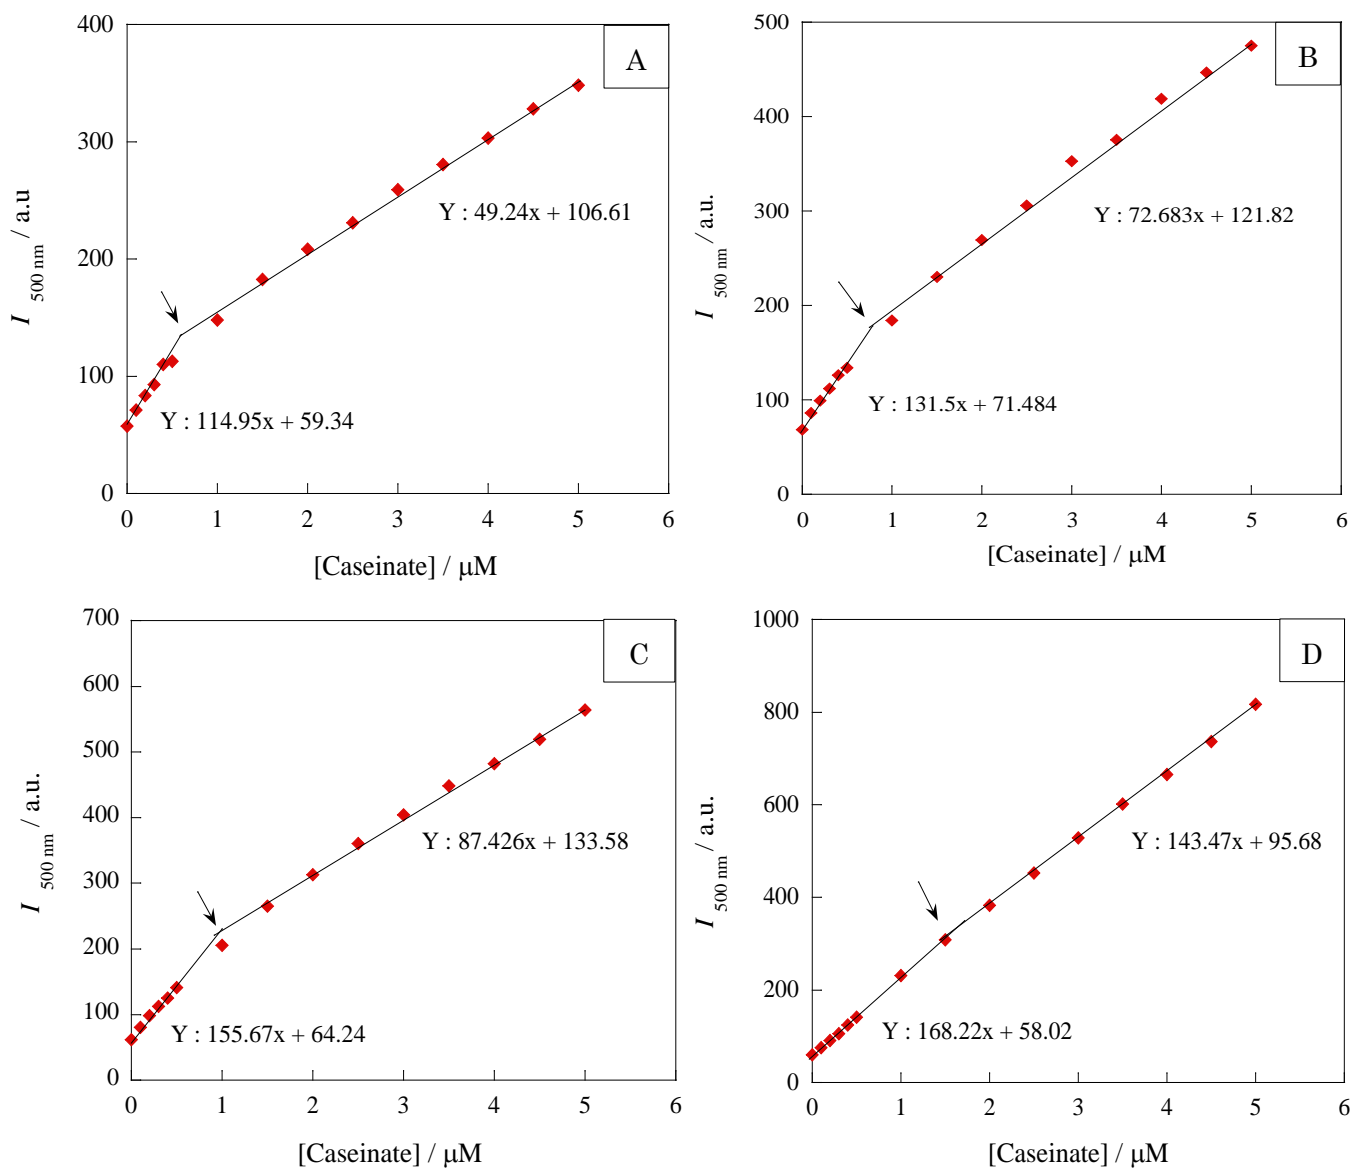 A
400
300
200
100
0
I 500 nm / a.u
Y : 49.24x + 106.61
Y : 114.95x + 59.34
0 1 2 3 4 5 6
[Caseinate] / μM
B
500
400
300
200
100
0
I 500 nm / a.u.
Y : 72.683x + 121.82
Y : 131.5x + 71.484
0 1 2 3 4 5 6
[Caseinate] / μM
C
700
600
500
400
300
200
100
0
I 500 nm / a.u.
Y : 87.426x + 133.58
Y : 155.67x + 64.24
0 1 2 3 4 5 6
[Caseinate] / μM
D
1000
800
600
400
200
0
I 500 nm / a.u.
Y : 143.47x + 95.68
Y : 168.22x + 58.02
0 1 2 3 4 5 6
[Caseinate] / μM